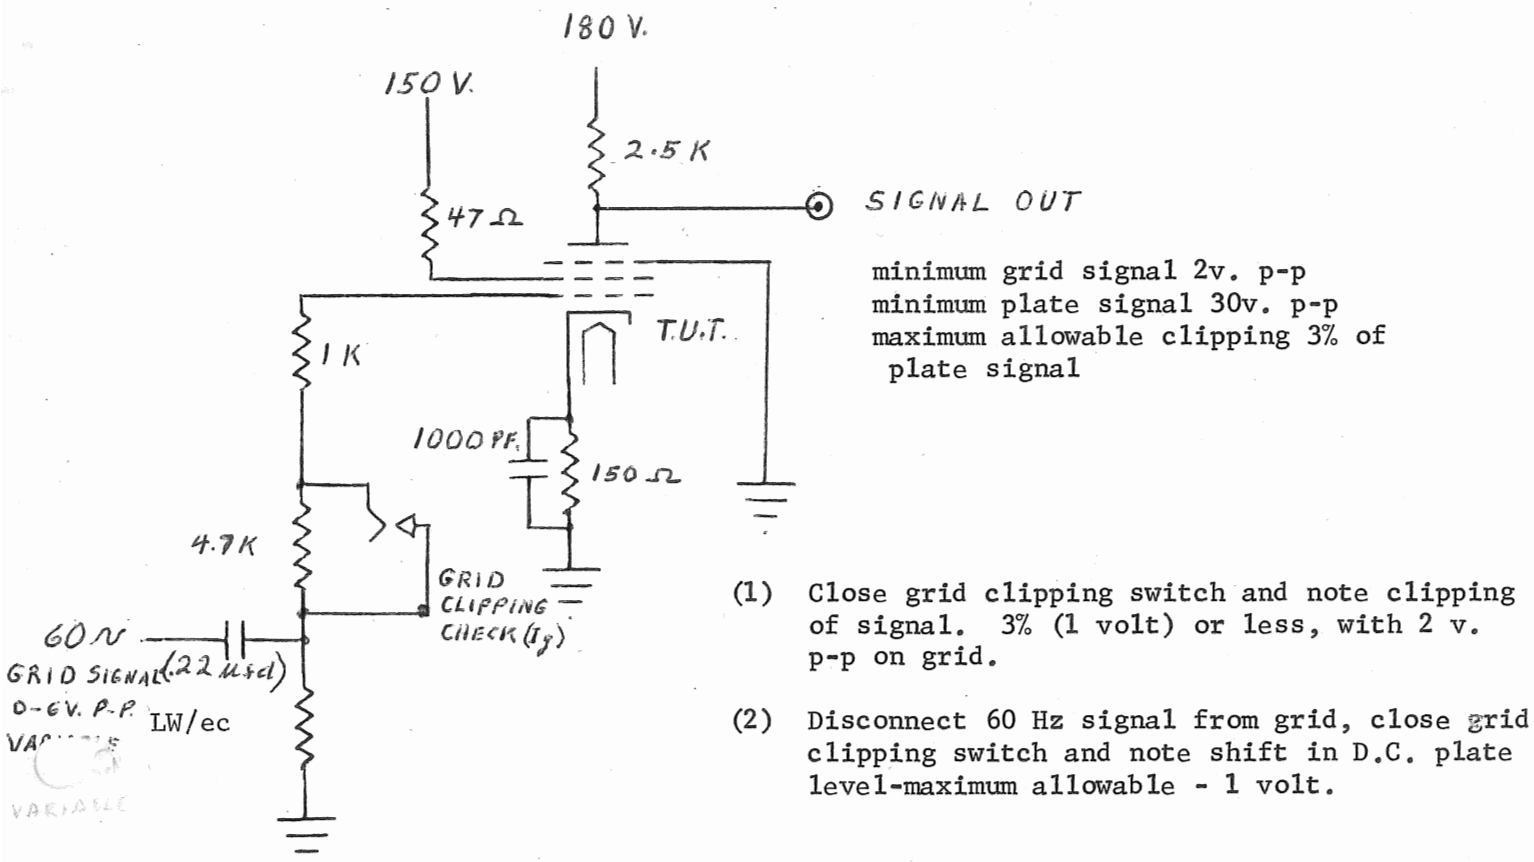 180 V.
150 V.
2.5 K
47 Ω
SIGNAL OUT
minimum grid signal 2v. p-p
minimum plate signal 30v. p-p
maximum allowable clipping 3% of
plate signal
T.U.T.
1 K
1000 PF.
150 Ω
4.7K
GRID
CLIPPING
CHECK (Ig)
60~
GRID SIGNAL (.22 μfd)
0-6V. P-P.
LW/ec
VARIABLE
(1) Close grid clipping switch and note clipping
of signal. 3% (1 volt) or less, with 2 v.
p-p on grid.
(2) Disconnect 60 Hz signal from grid, close grid
clipping switch and note shift in D.C. plate
level-maximum allowable - 1 volt.